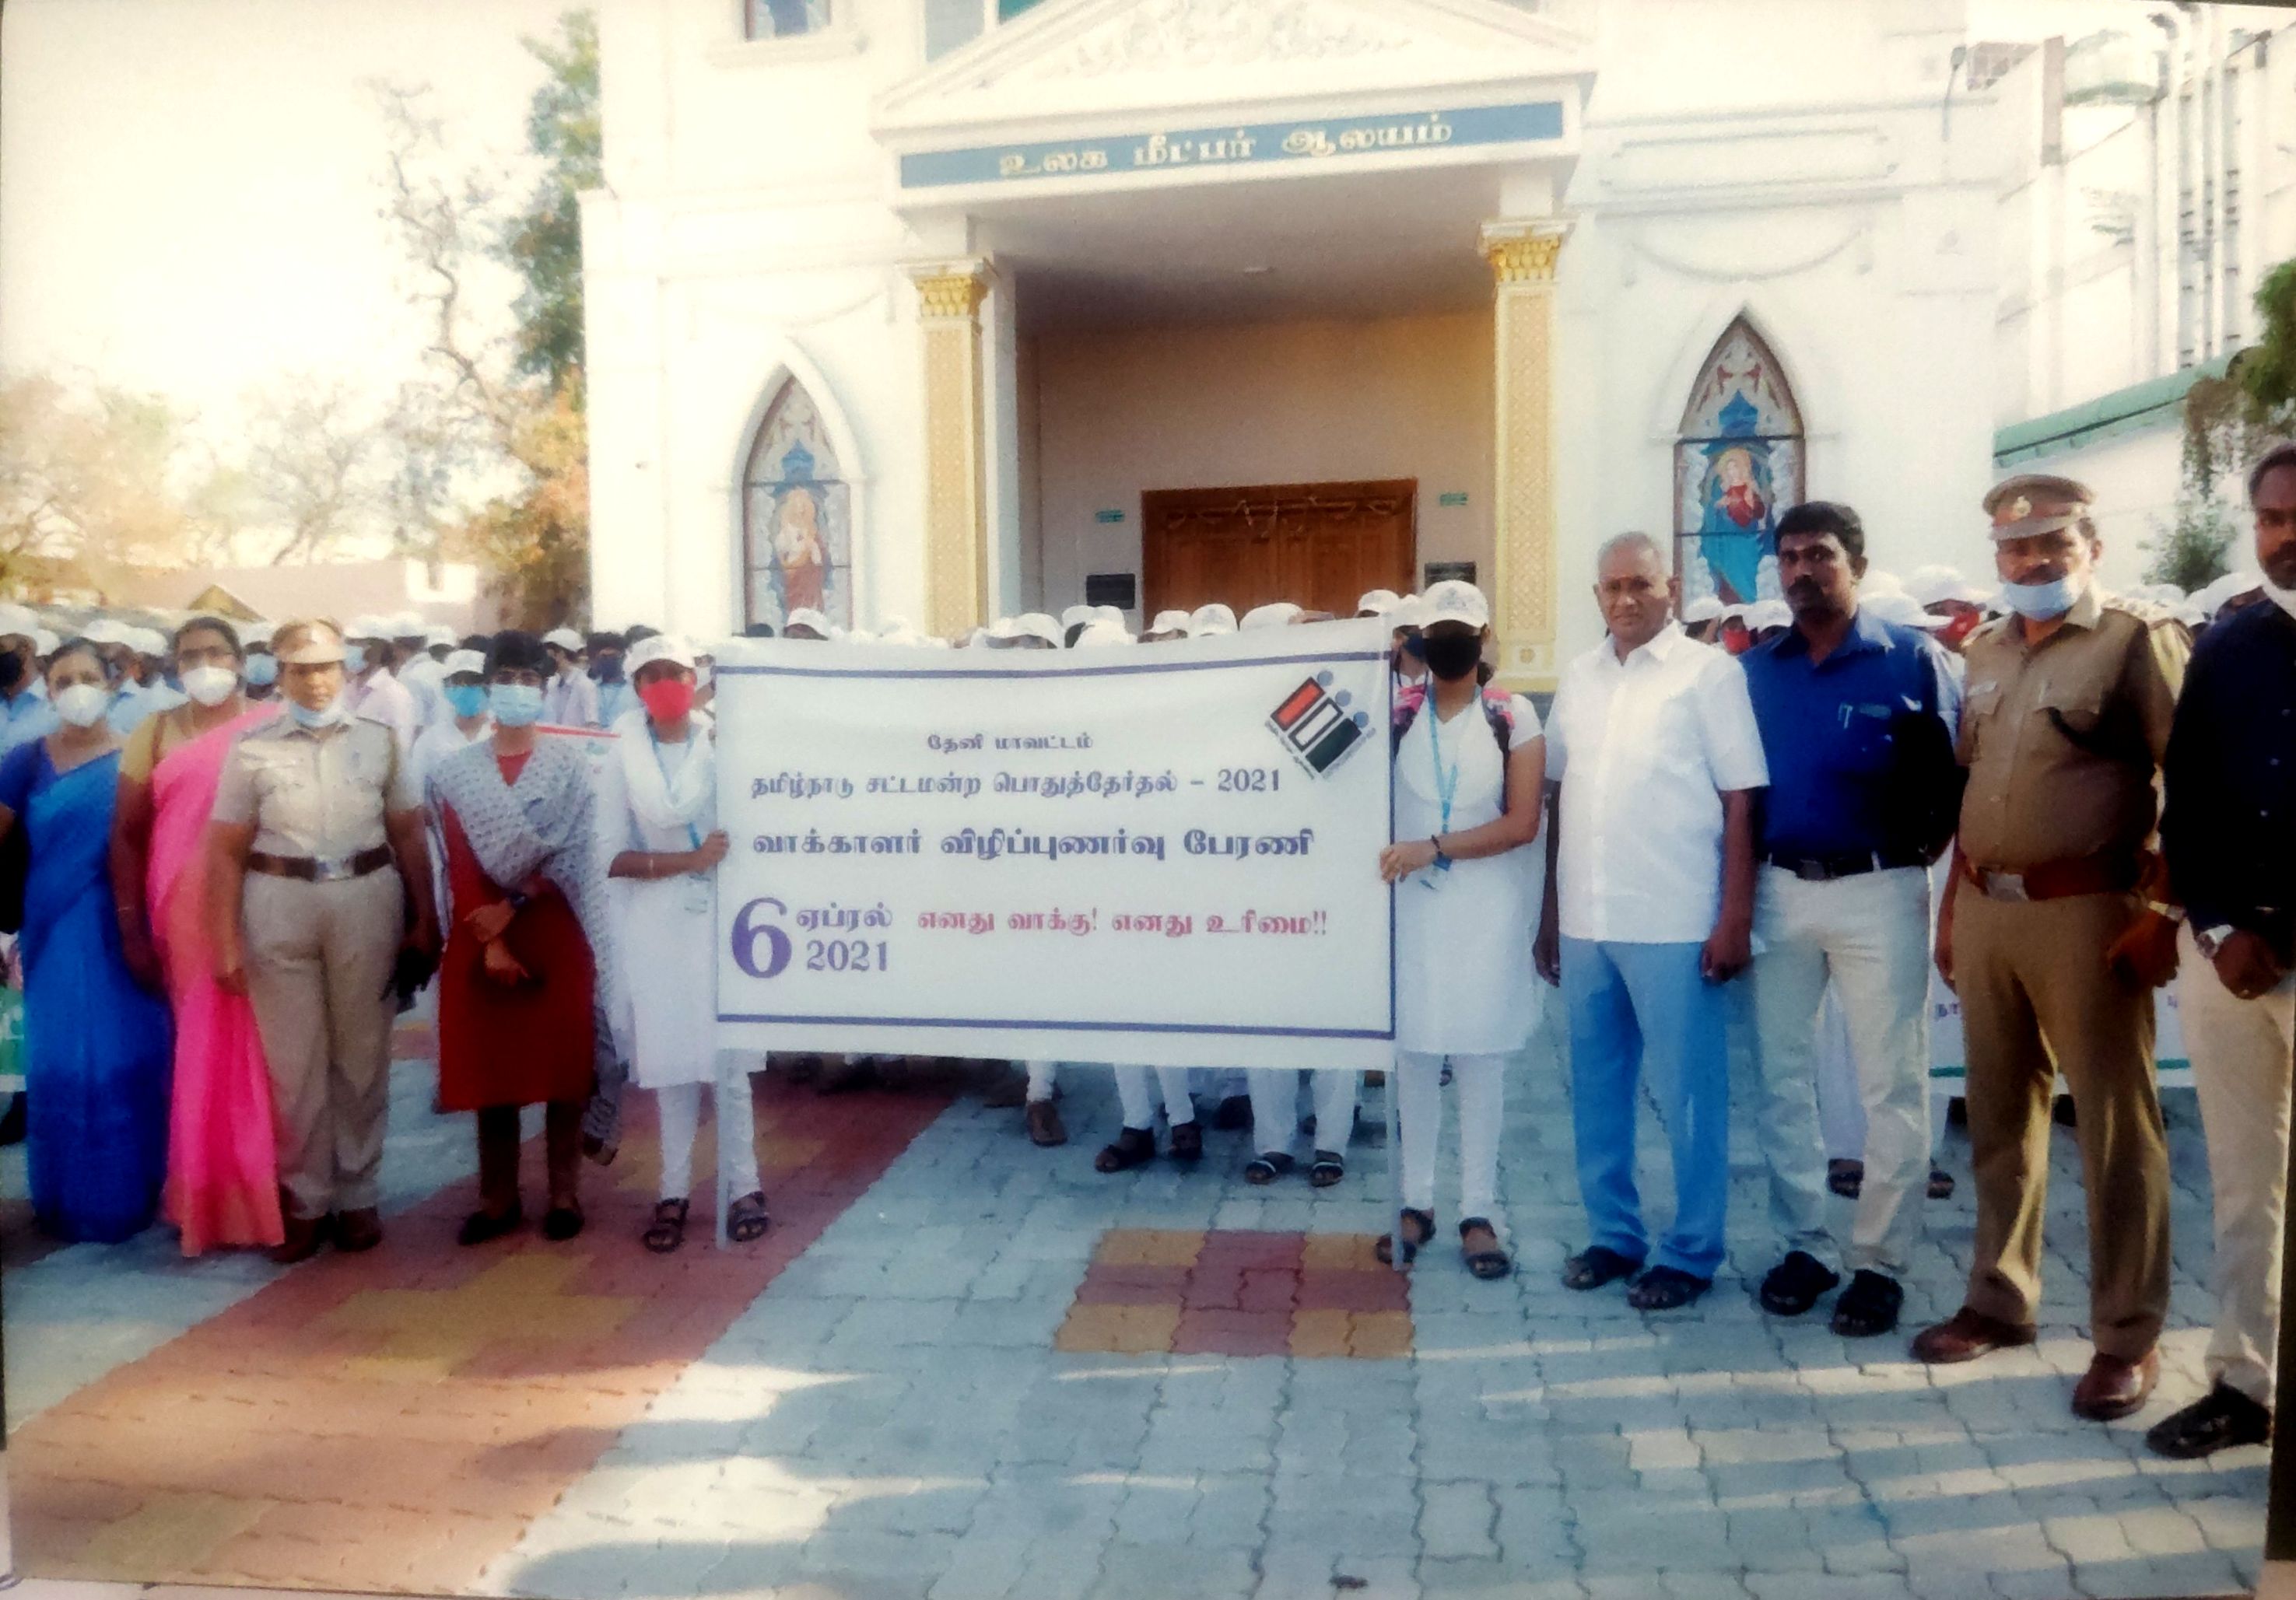 உலக மீட்பர் ஆலயம்
தேனி மாவட்டம்
தமிழ்நாடு சட்டமன்ற பொதுத்தேர்தல் – 2021
வாக்காளர் விழிப்புணர்வு பேரணி
6 ஏப்ரல் 2021 எனது வாக்கு! எனது உரிமை!!